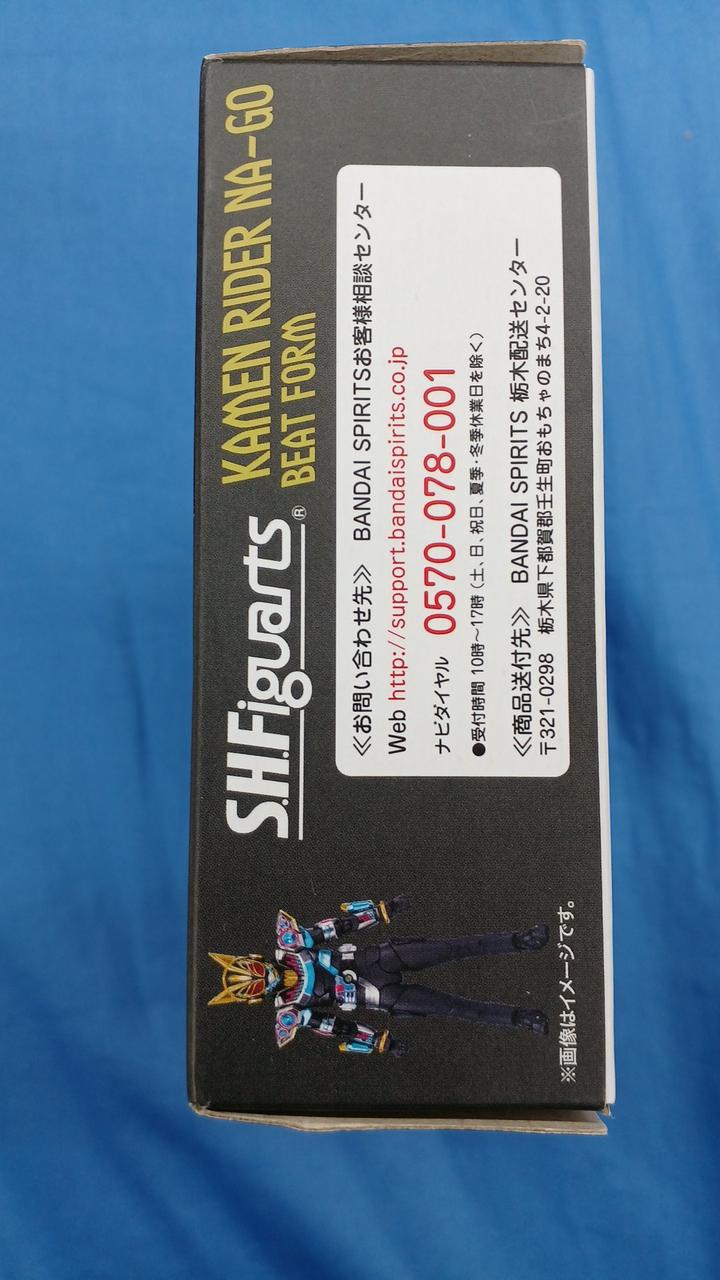 S.H.Figuarts®
KAMEN RIDER NA-GO
BEAT FORM
≪お問い合わせ先≫ BANDAI SPIRITSお客様相談センター
Web http://support.bandaispirits.co.jp
ナビダイヤル 0570-078-001
●受付時間 10時～17時（土、日、祝日、夏季・冬季休業日を除く）
≪商品送付先≫ BANDAI SPIRITS 栃木配送センター
〒321-0298 栃木県下都賀郡壬生町おもちゃのまち4-2-20
※画像はイメージです。